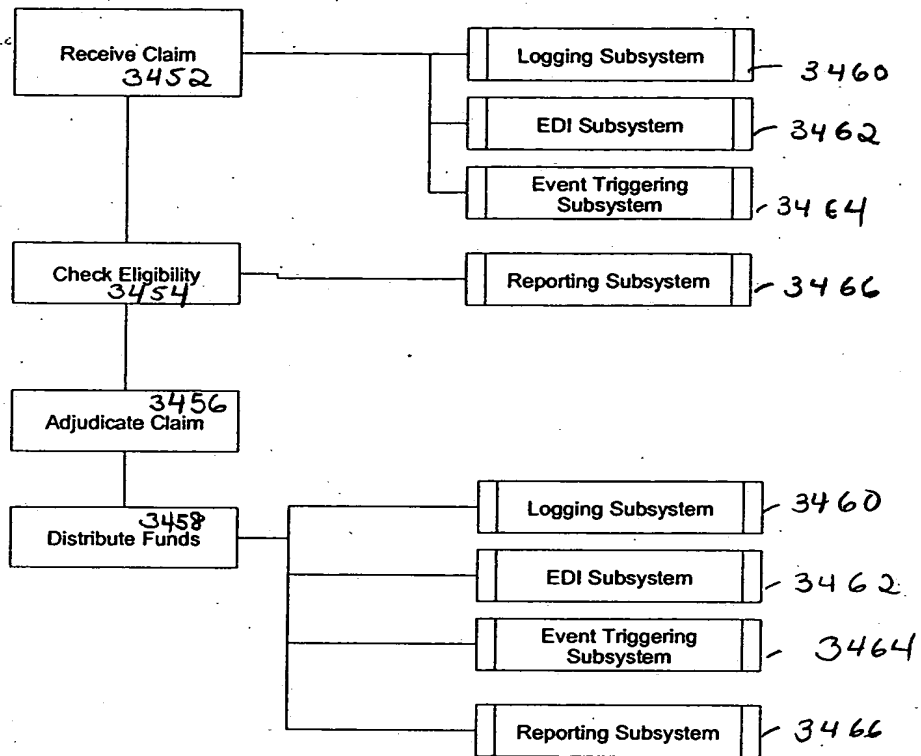 Receive Claim
3452
Logging Subsystem
3460
EDI Subsystem
3462
Event Triggering
Subsystem
3464
Check Eligibility
3454
Reporting Subsystem
3466
3456
Adjudicate Claim
3458
Distribute Funds
Logging Subsystem
3460
EDI Subsystem
3462
Event Triggering
Subsystem
3464
Reporting Subsystem
3466